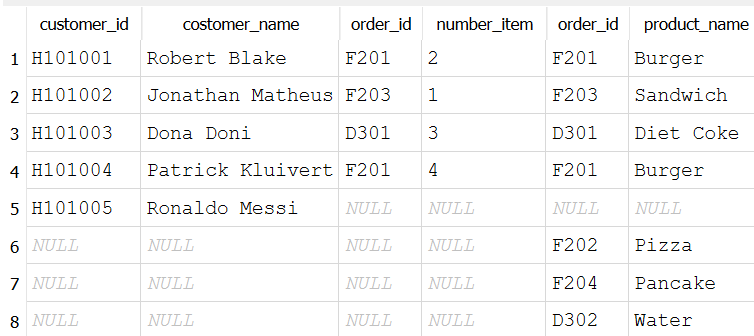 customer_id costomer_name order_id number_item order_id product_name
1 H101001 Robert Blake F201 2 F201 Burger
2 H101002 Jonathan Matheus F203 1 F203 Sandwich
3 H101003 Dona Doni D301 3 D301 Diet Coke
4 H101004 Patrick Kluivert F201 4 F201 Burger
5 H101005 Ronaldo Messi NULL NULL NULL NULL
6 NULL NULL NULL NULL F202 Pizza
7 NULL NULL NULL NULL F204 Pancake
8 NULL NULL NULL NULL D302 Water